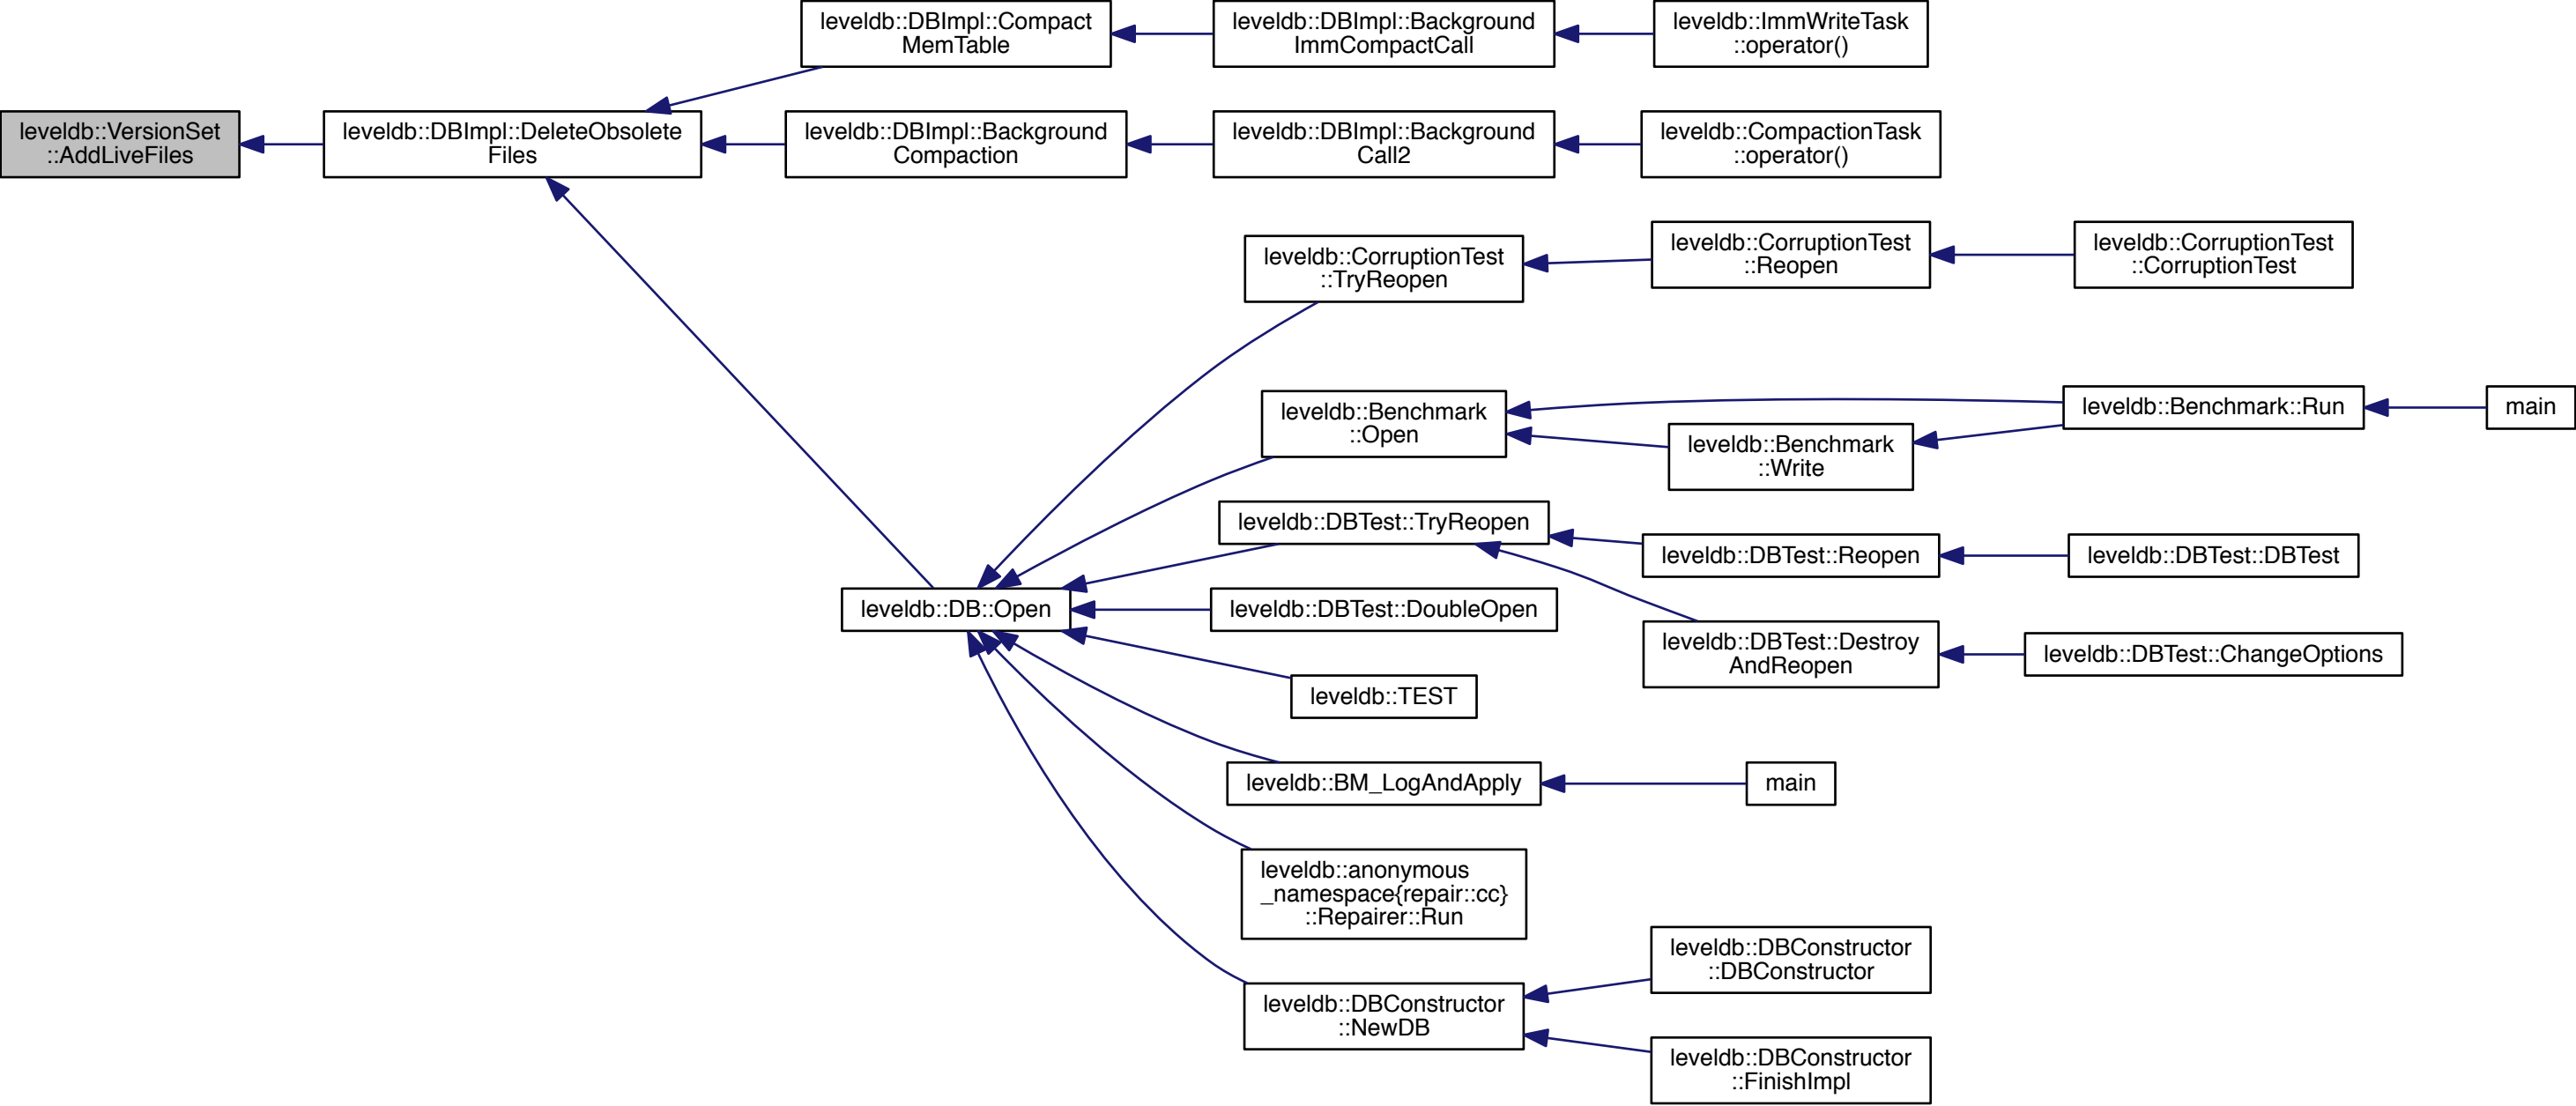 leveldb::DBImpl::Compact
MemTable
leveldb::DBImpl::Background
ImmCompactCall
leveldb::ImmWriteTask
::operator()
leveldb::VersionSet
::AddLiveFiles
leveldb::DBImpl::DeleteObsolete
Files
leveldb::DBImpl::Background
Compaction
leveldb::DBImpl::Background
Call2
leveldb::CompactionTask
::operator()
leveldb::CorruptionTest
::TryReopen
leveldb::CorruptionTest
::Reopen
leveldb::CorruptionTest
::CorruptionTest
leveldb::Benchmark
::Open
leveldb::Benchmark::Run
main
leveldb::Benchmark
::Write
leveldb::DBTest::TryReopen
leveldb::DBTest::Reopen
leveldb::DBTest::DBTest
leveldb::DB::Open
leveldb::DBTest::DoubleOpen
leveldb::DBTest::Destroy
AndReopen
leveldb::DBTest::ChangeOptions
leveldb::TEST
leveldb::BM_LogAndApply
main
leveldb::anonymous
_namespace{repair::cc}
::Repairer::Run
leveldb::DBConstructor
::NewDB
leveldb::DBConstructor
::DBConstructor
leveldb::DBConstructor
::FinishImpl